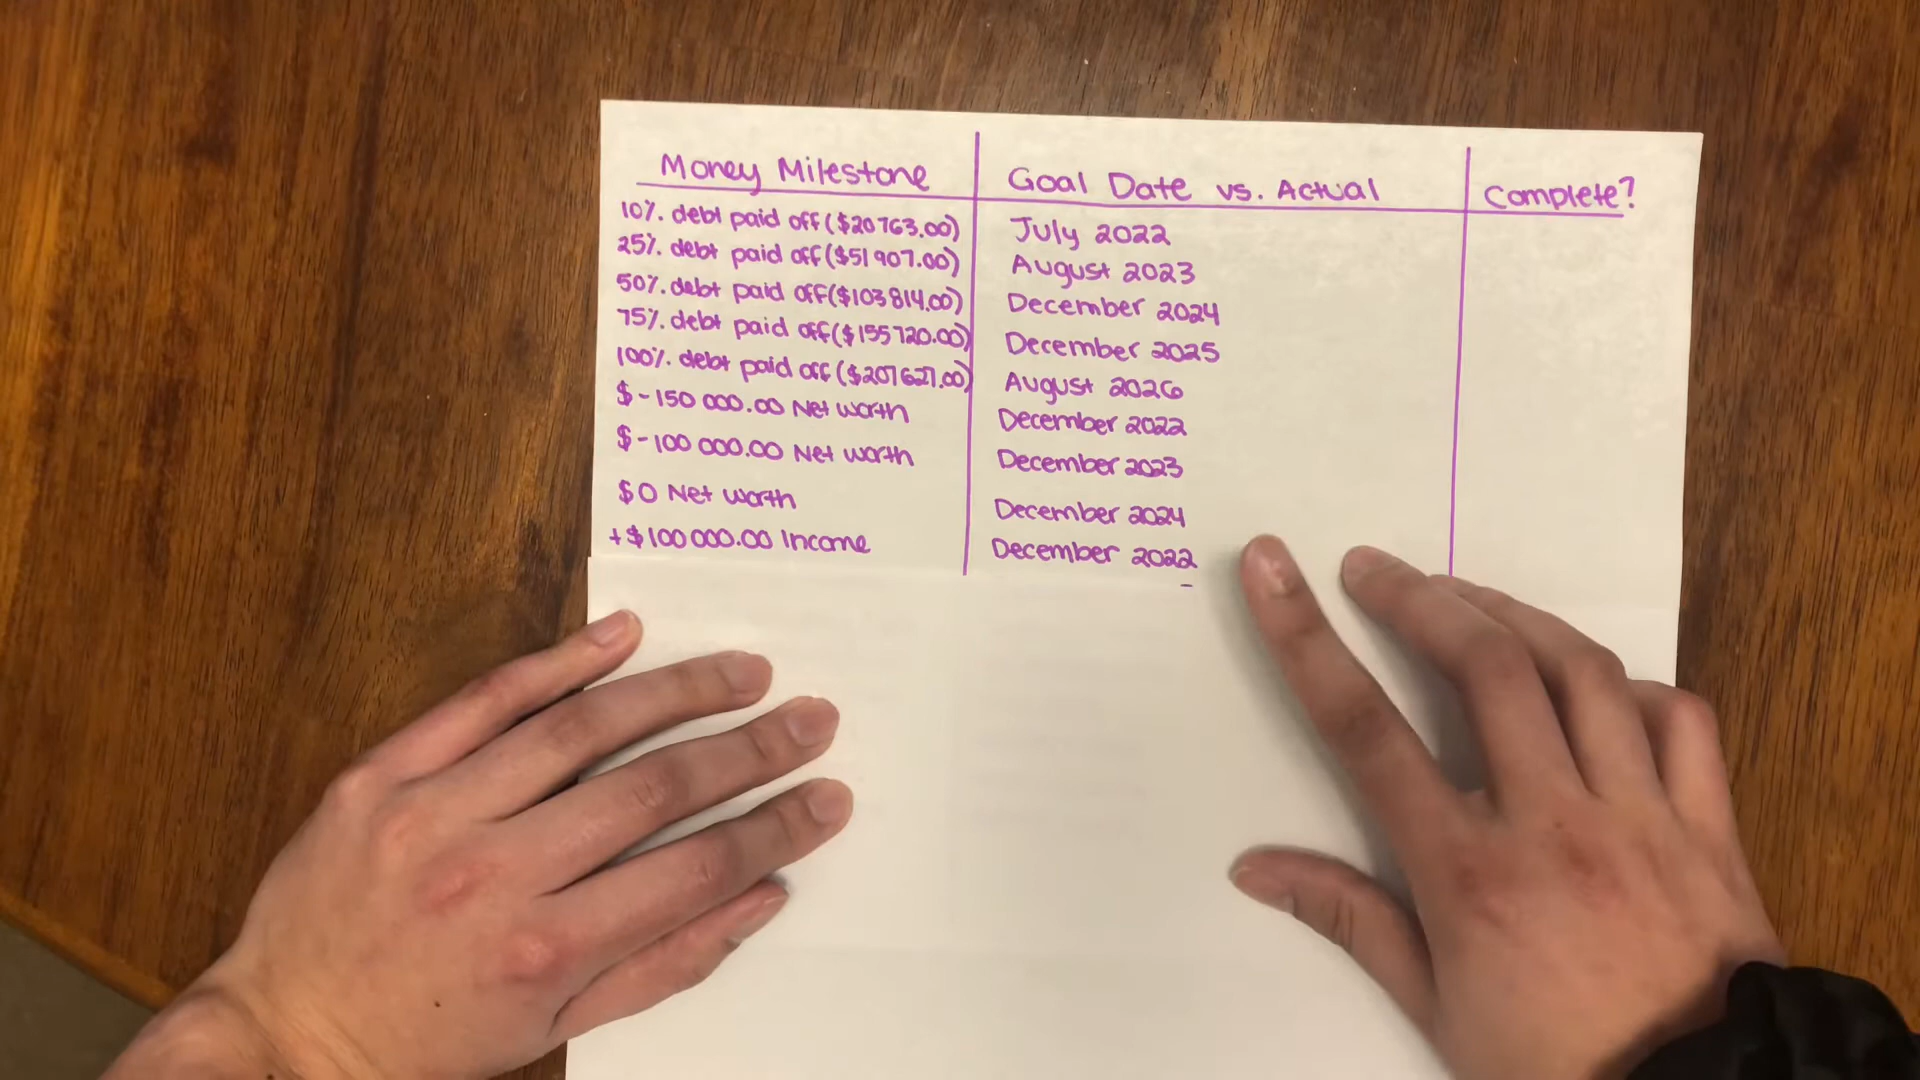 Money Milestone Goal Date vs. Actual Complete?
10% debt paid off ($20763.00) July 2022
25% debt paid off ($51907.00) August 2023
50% debt paid off ($103814.00) December 2024
75% debt paid off ($155720.00) December 2025
100% debt paid off ($207627.00) August 2026
$-150 000.00 Net worth December 2022
$-100 000.00 Net worth December 2023
$0 Net worth December 2024
+$100 000.00 Income December 2022